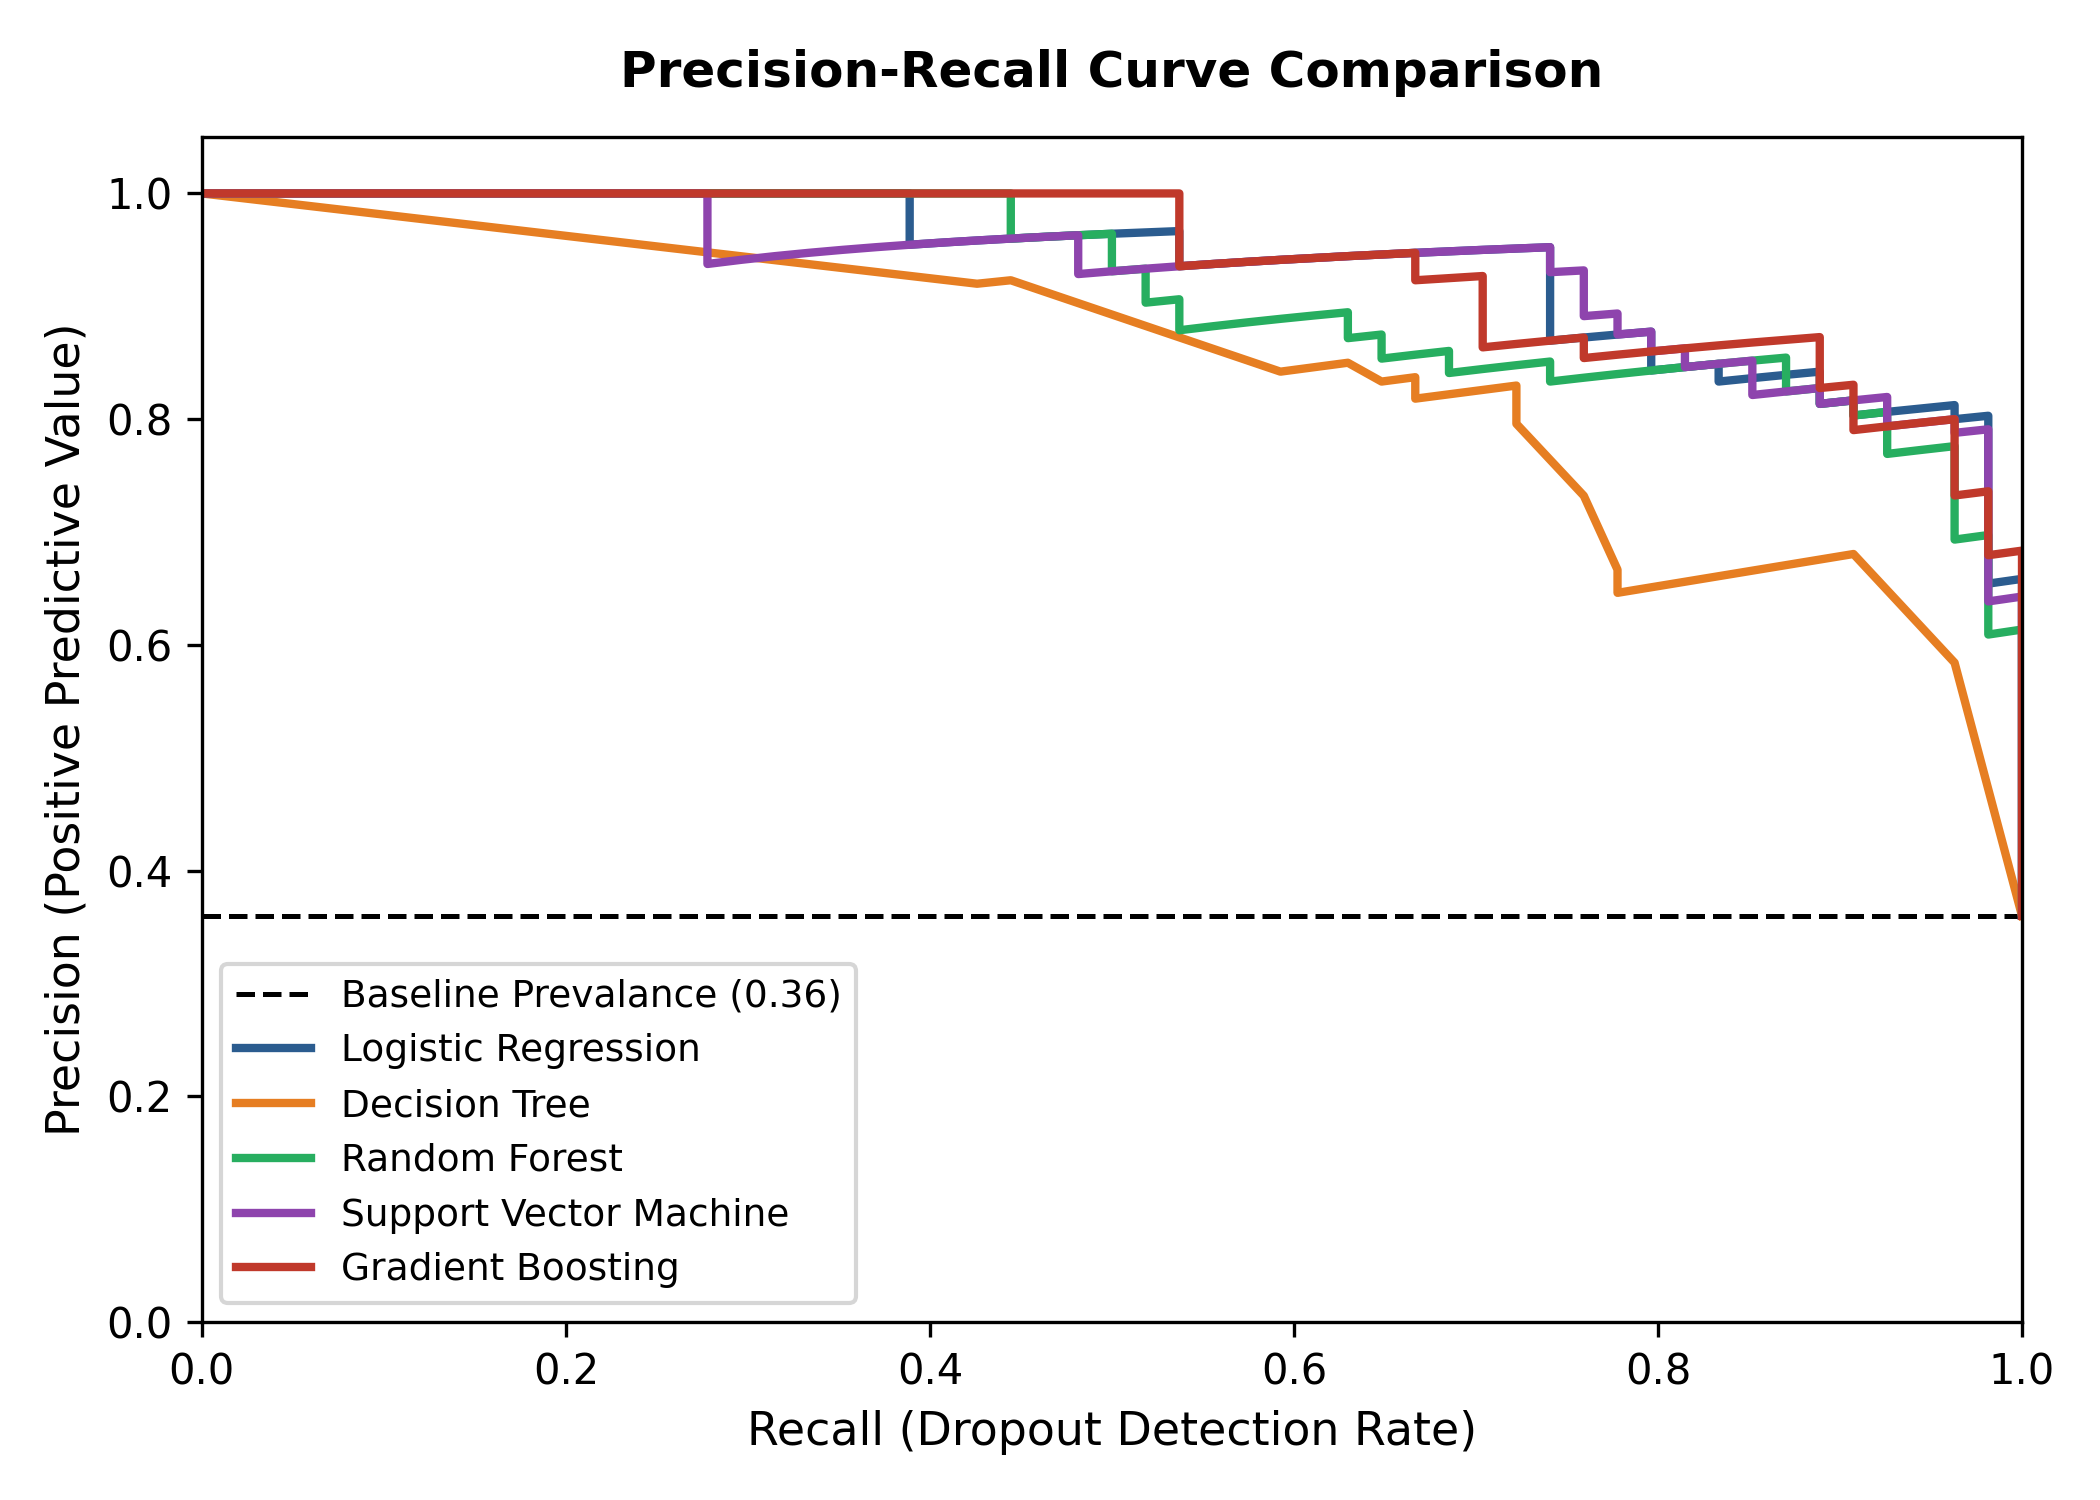 Precision-Recall Curve Comparison
Precision (Positive Predictive Value)
1.0
0.8
0.6
0.4
0.2
0.0
Baseline Prevalance (0.36)
Logistic Regression
Decision Tree
Random Forest
Support Vector Machine
Gradient Boosting
0.0 0.2 0.4 0.6 0.8 1.0
Recall (Dropout Detection Rate)